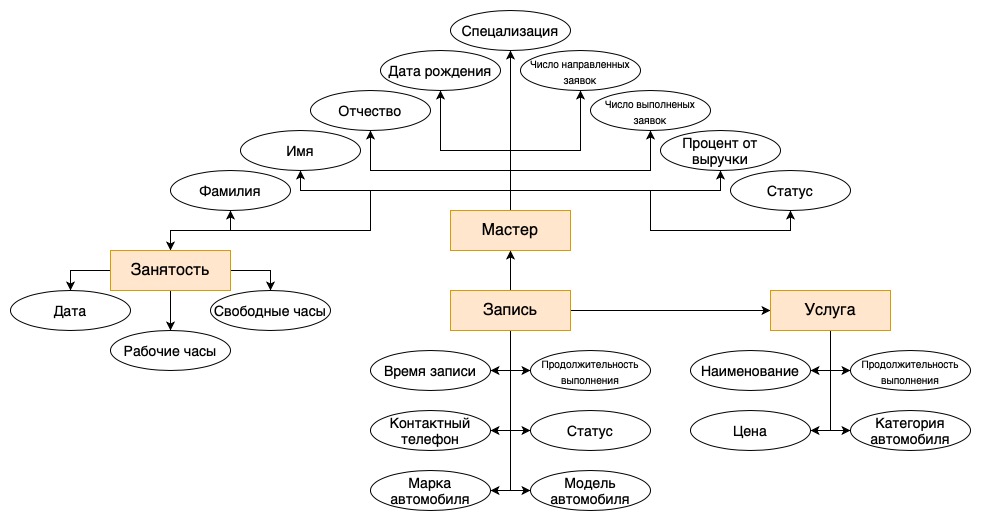 Спецализация
Дата рождения
Число направленных
заявок
Отчество
Число выполненых
заявок
Имя
Процент от
выручки
Фамилия
Статус
Мастер
Занятость
Дата
Свободные часы
Рабочие часы
Запись
Услуга
Время записи
Продолжительность
выполнения
Наименование
Продолжительность
выполнения
Контактный
телефон
Статус
Цена
Категория
автомобиля
Марка
автомобиля
Модель
автомобиля